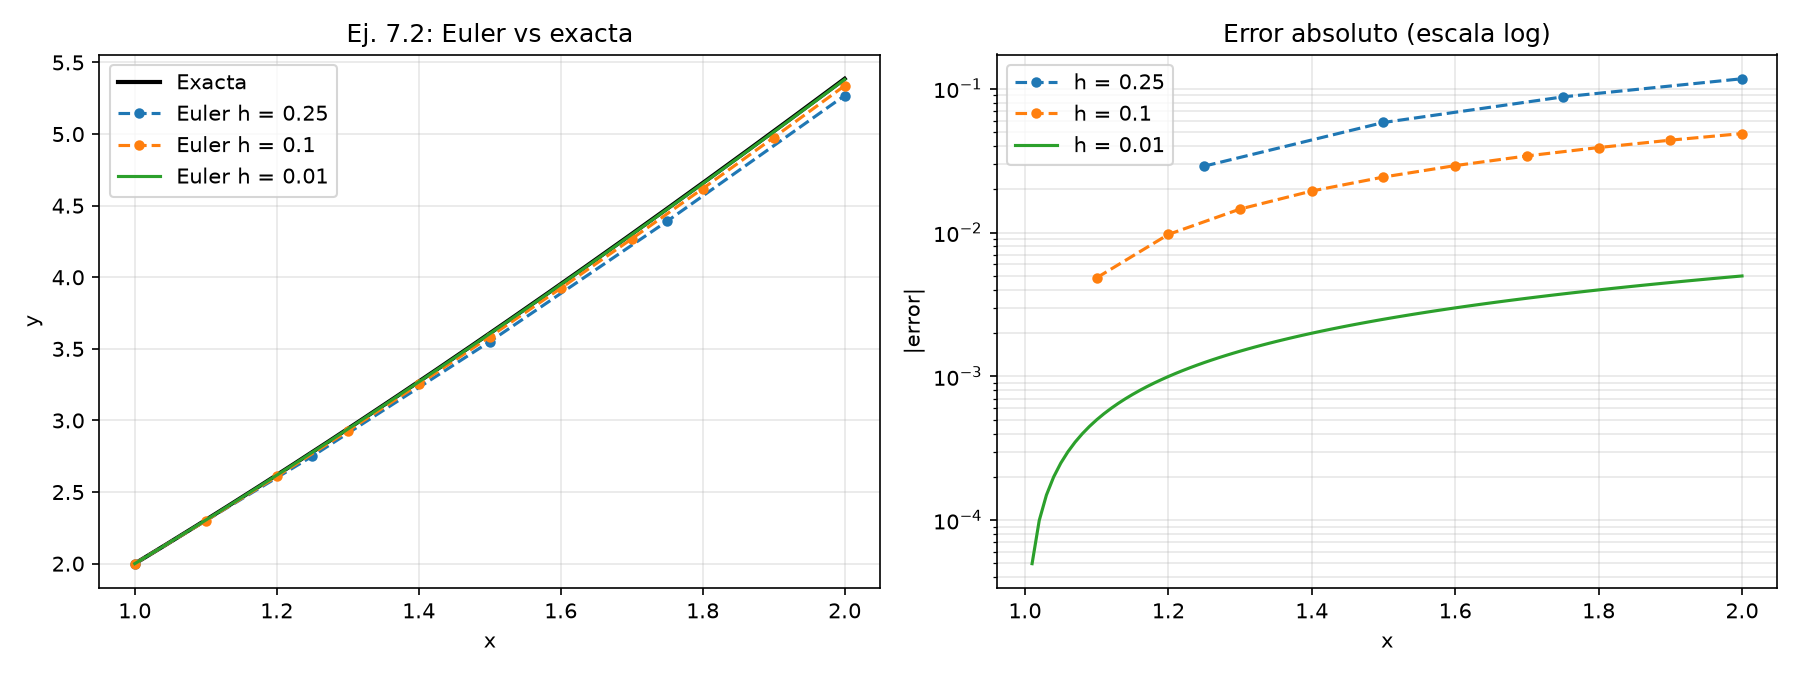 Ej. 7.2: Euler vs exacta
Exacta
Euler h = 0.25
Euler h = 0.1
Euler h = 0.01
5.5
5.0
4.5
4.0
3.5
3.0
2.5
2.0
y
1.0 1.2 1.4 1.6 1.8 2.0
x
Error absoluto (escala log)
h = 0.25
h = 0.1
h = 0.01
10⁻¹
10⁻²
10⁻³
10⁻⁴
|error|
1.0 1.2 1.4 1.6 1.8 2.0
x